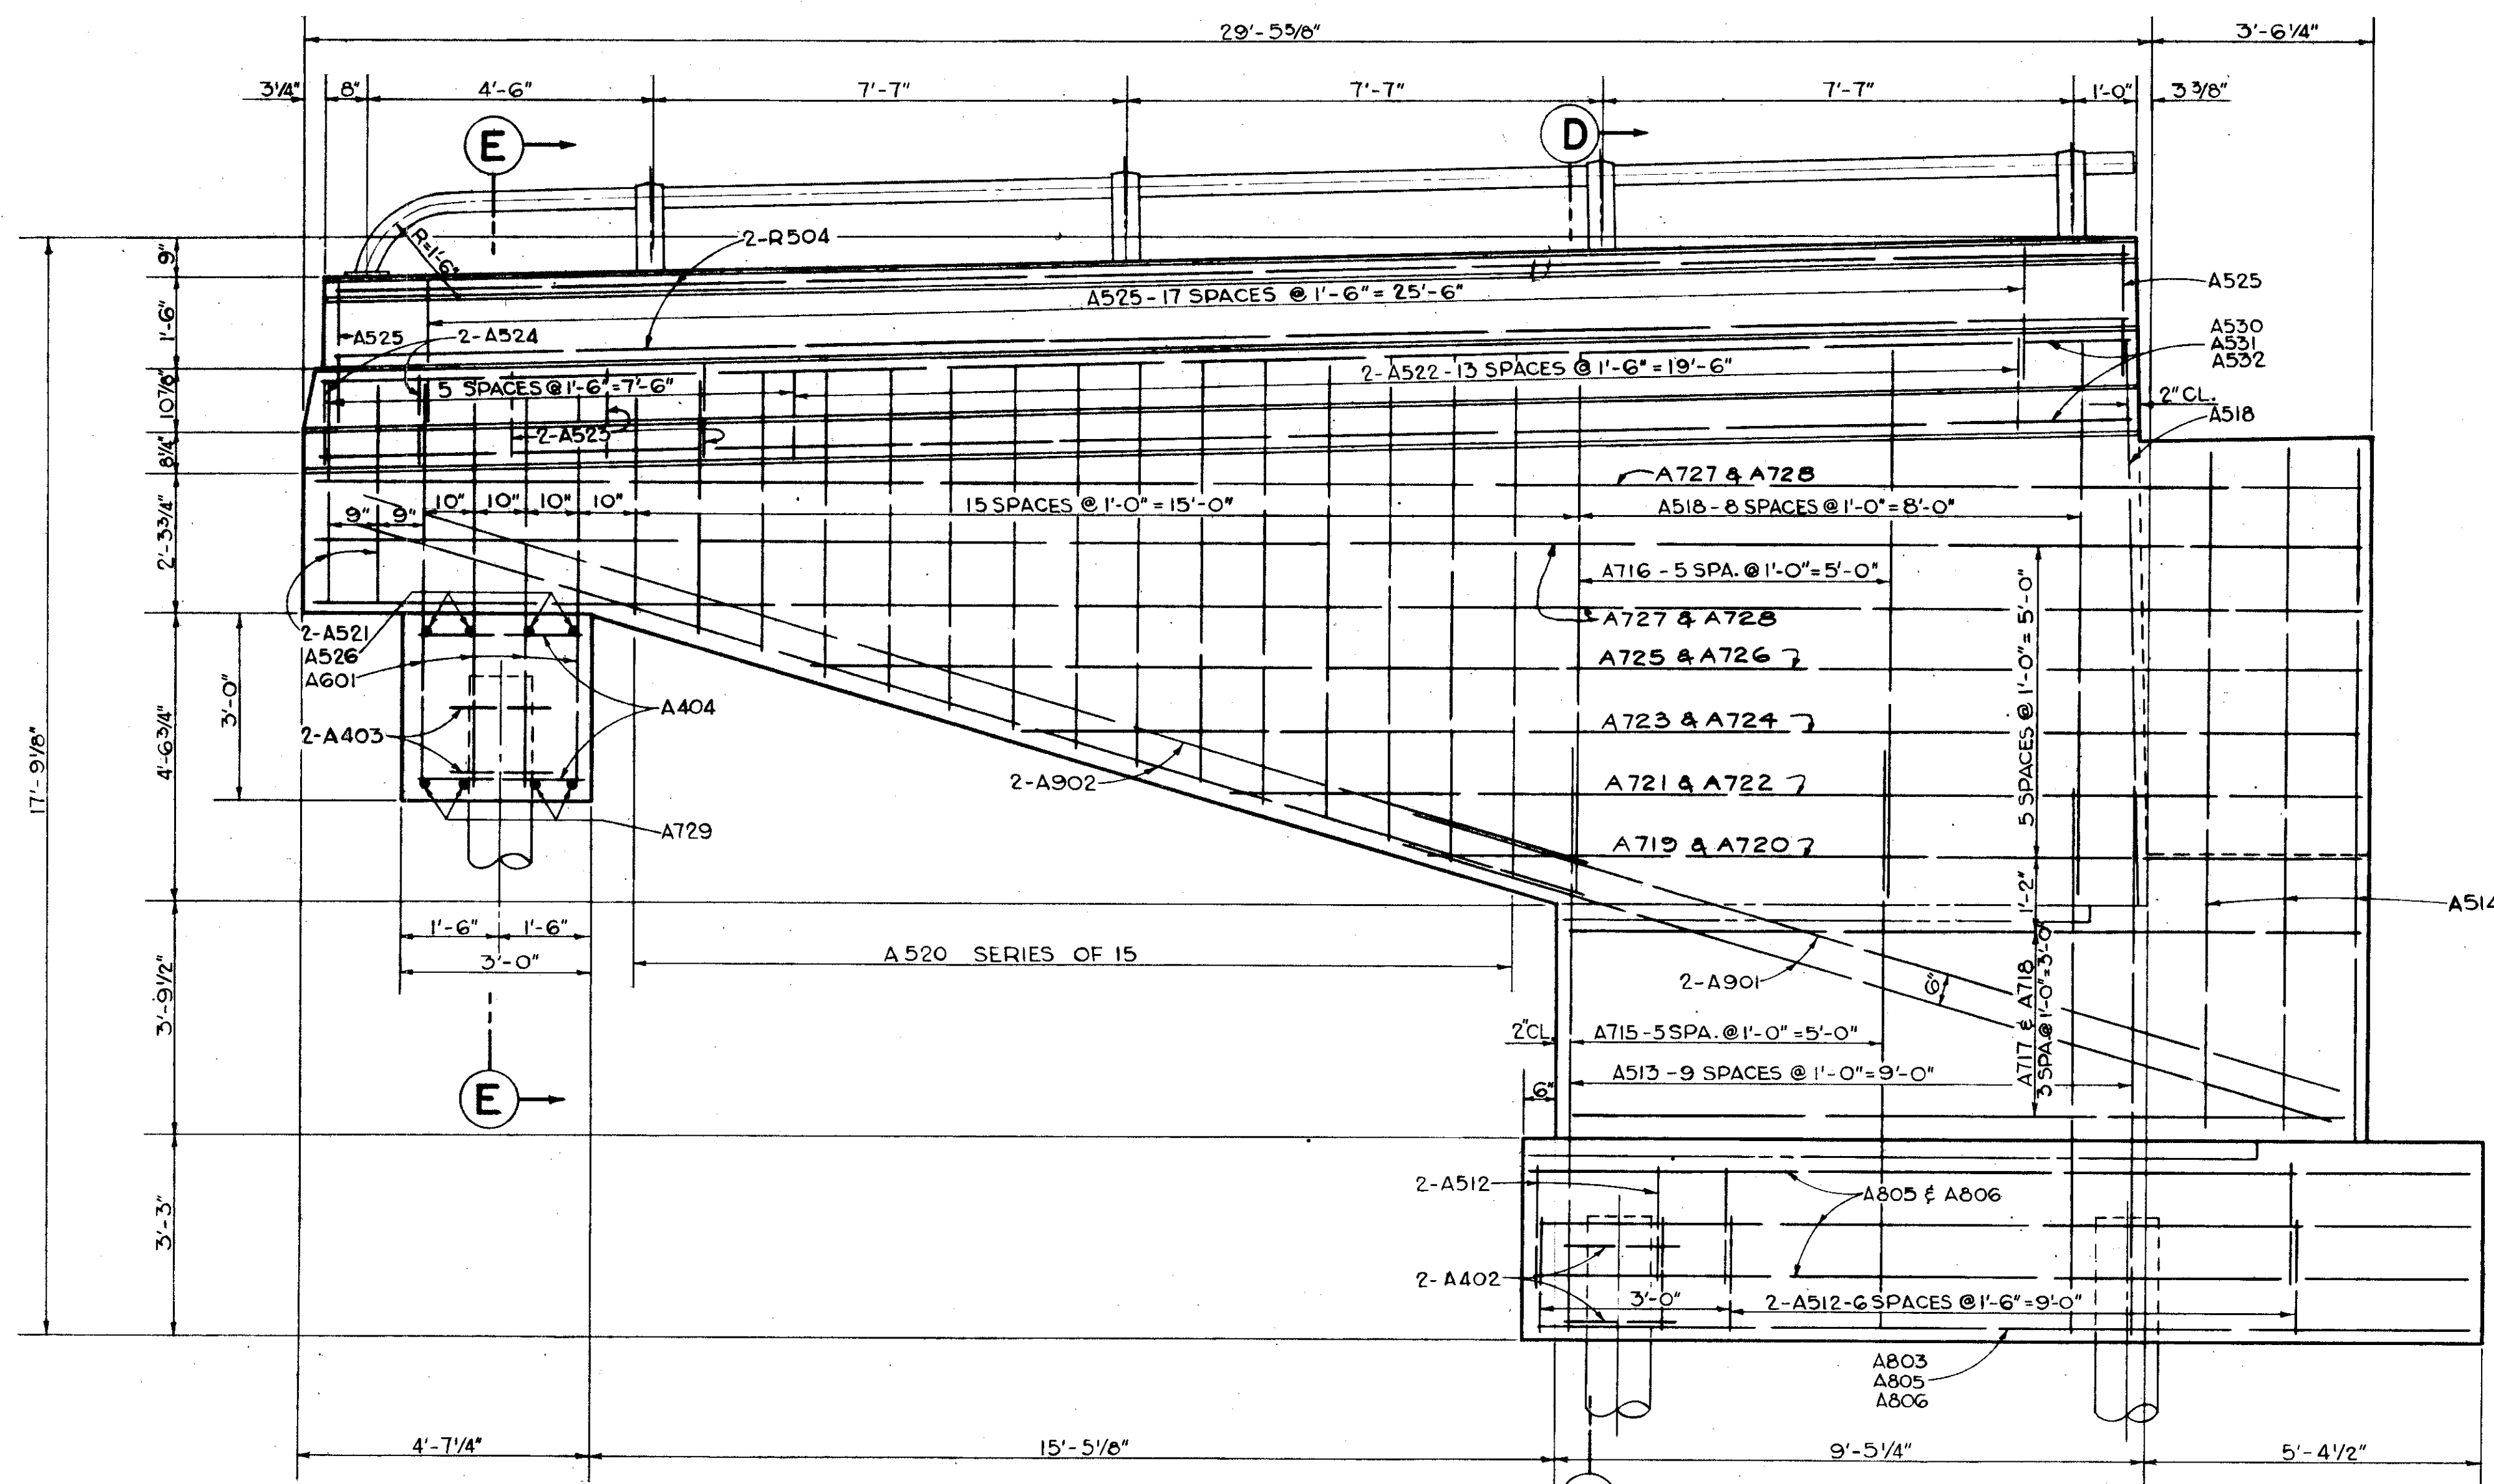 29'-5 5/8"
3'-6 1/4"
3 1/4"
8"
4'-6"
7'-7"
7'-7"
7'-7"
1'-0"
3 3/8"
E
D
R=1'-6"
2-R504
9"
1'-6"
10 7/8"
8 1/4"
2'-3 3/4"
4'-6 3/4"
3'-9 1/2"
3'-3"
17'-9 1/8"
A525-17 SPACES @ 1'-6" = 25'-6"
A525
A525
2-A524
A530
A531
A532
2-A522-13 SPACES @ 1'-6" = 19'-6"
5 SPACES @ 1'-6" = 7'-6"
2" CL.
A518
2-A523
A727 & A728
9"
9"
10"
10"
10"
10"
15 SPACES @ 1'-0" = 15'-0"
A518-8 SPACES @ 1'-0" = 8'-0"
A716-5 SPA. @ 1'-0" = 5'-0"
5 SPACES @ 1'-0" = 5'-0"
A727 & A728
2-A521
A526
A601
A725 & A726
3'-0"
A404
2-A403
A723 & A724
2-A902
A721 & A722
A729
A719 & A720
1'-2"
A514
1'-6"
1'-6"
3'-0"
A520 SERIES OF 15
2-A901
6"
A717 & A718
3 SPA. @ 1'-0" = 3'-0"
2" CL.
A715-5 SPA. @ 1'-0" = 5'-0"
A513-9 SPACES @ 1'-0" = 9'-0"
6"
E
2-A512
A805 & A806
2-A402
3'-0"
2-A512-6 SPACES @ 1'-6" = 9'-0"
A803
A805
A806
4'-7 1/4"
15'-5/8"
9'-5 1/4"
5'-4 1/2"